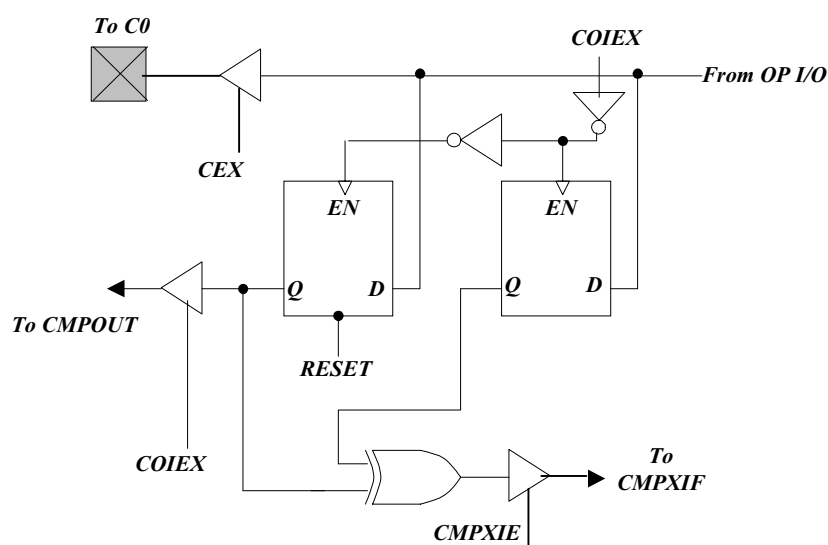 To C0
COIEX
From OP I/O
CEX
EN
EN
Q
D
Q
D
To CMPOUT
RESET
COIEX
To
CMPXIF
CMPXIE